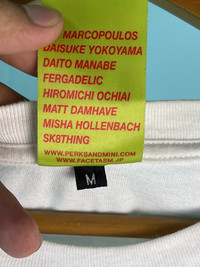 MARCOPOULOS
DAISUKE YOKOYAMA
DAITO MANABE
FERGADELIC
HIROMICHI OCHIAI
MATT DAMHAVE
MISHA HOLLENBACH
SK8THING
WWW.PERKSANDMINI.COM
WWW.FACETASM.JP
M